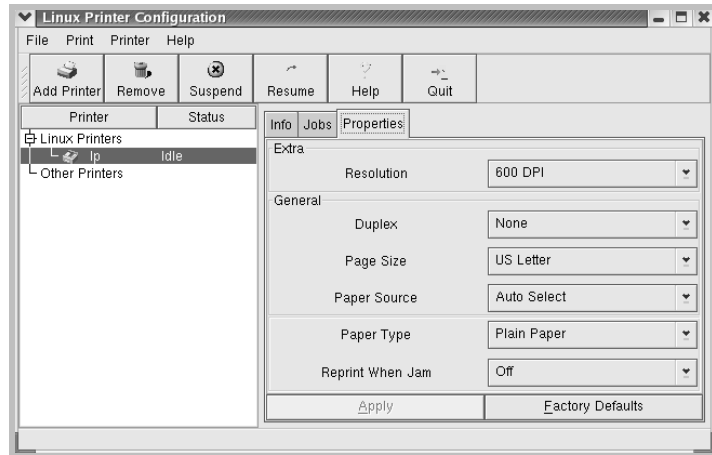 Linux Printer Configuration
File Print Printer Help
Add Printer Remove Suspend Resume Help Quit
Printer Status
Linux Printers
lp Idle
Other Printers
Info Jobs Properties
Extra
Resolution 600 DPI
General
Duplex None
Page Size US Letter
Paper Source Auto Select
Paper Type Plain Paper
Reprint When Jam Off
Apply Factory Defaults